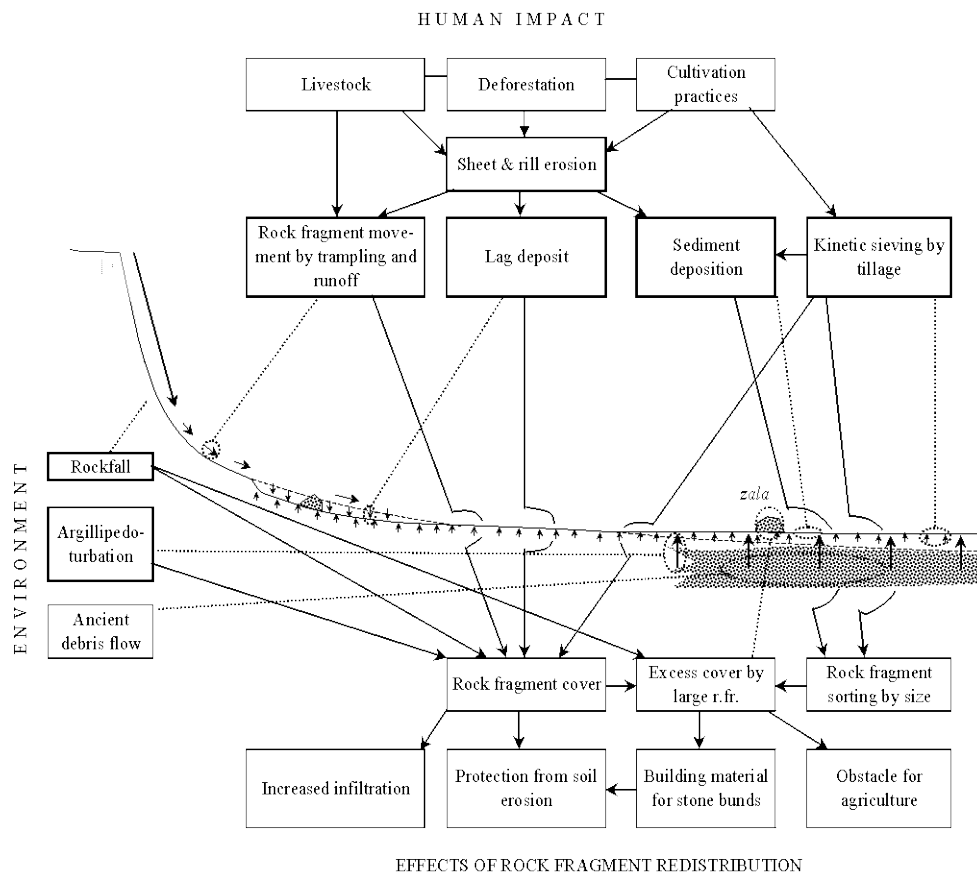 HUMAN IMPACT
Livestock
Deforestation
Cultivation
practices
Sheet & rill erosion
Rock fragment move-
ment by trampling and
runoff
Lag deposit
Sediment
deposition
Kinetic sieving by
tillage
ENVIRONMENT
Rockfall
zala
Argillipedo-
turbation
Ancient
debris flow
Rock fragment cover
Excess cover by
large r.fr.
Rock fragment
sorting by size
Increased infiltration
Protection from soil
erosion
Building material
for stone bunds
Obstacle for
agriculture
EFFECTS OF ROCK FRAGMENT REDISTRIBUTION